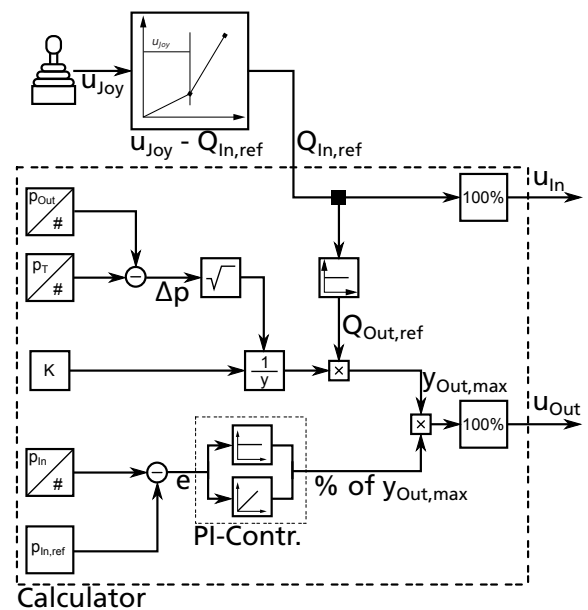 u_Joy
u_Joy
u_Joy - Q_In,ref
Q_In,ref
p_Out
#
100%
u_In
p_T
#
−
Δp
√
Q_Out,ref
K
1
y
×
y_Out,max
×
100%
u_Out
p_In
#
−
e
% of y_Out,max
p_In,ref
PI-Contr.
Calculator